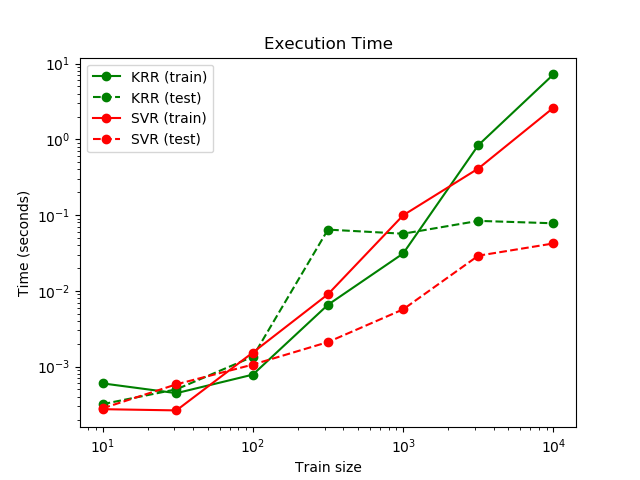 Execution Time
KRR (train)
KRR (test)
SVR (train)
SVR (test)
Time (seconds)
10¹
10⁰
10⁻¹
10⁻²
10⁻³
10¹
10²
10³
10⁴
Train size